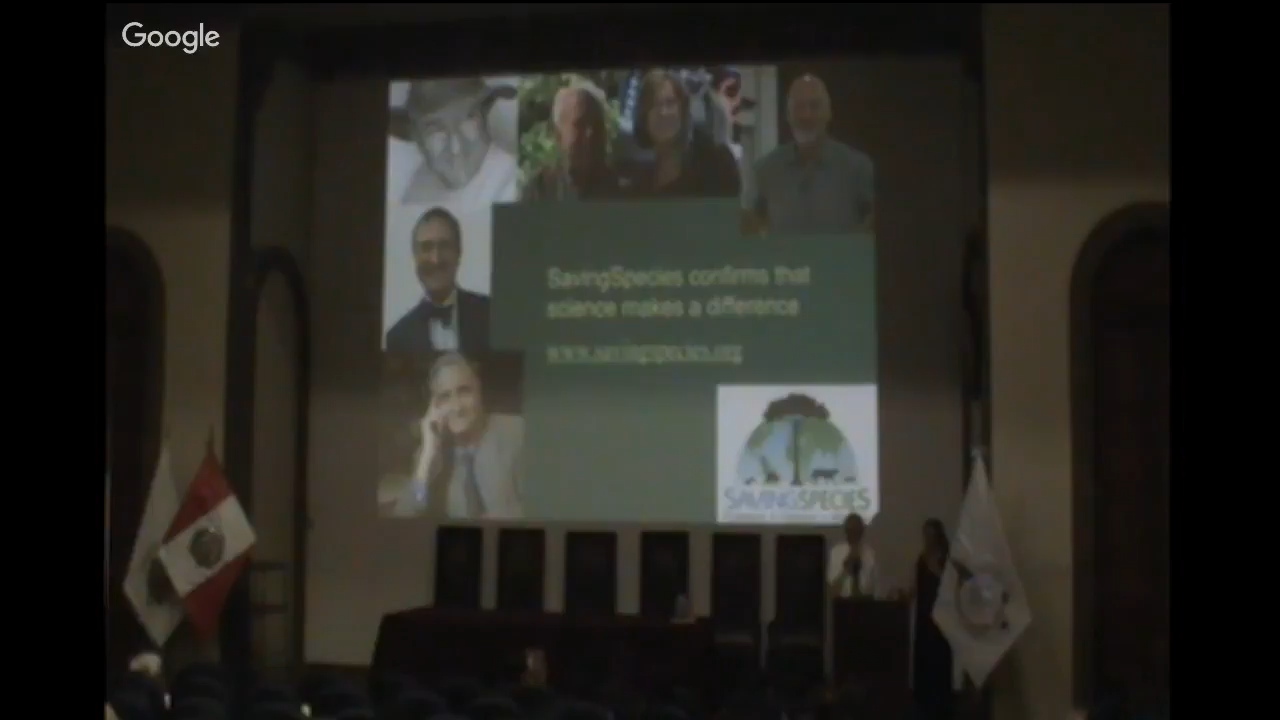 Google
SavingSpecies confirms that
science makes a difference
www.savingspecies.org
SAVINGSPECIES